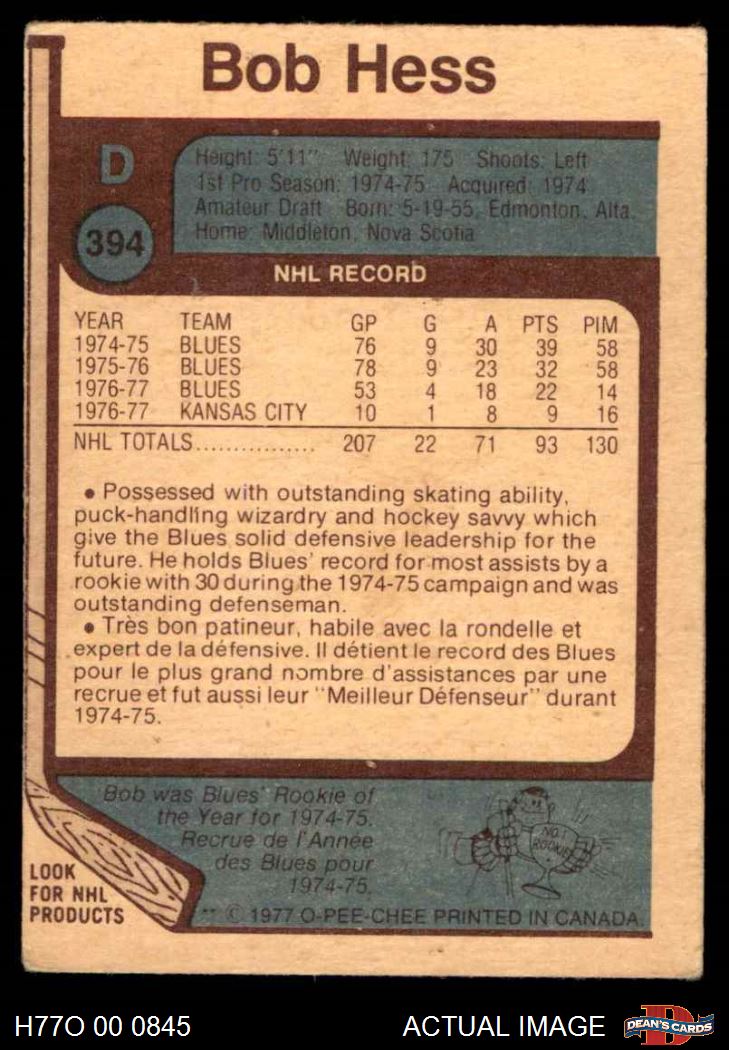 Bob Hess
D
394
Height: 5'11" Weight: 175 Shoots: Left
1st Pro Season: 1974-75 Acquired: 1974
Amateur Draft Born: 5-19-55, Edmonton, Alta.
Home: Middleton, Nova Scotia
NHL RECORD
YEAR TEAM GP G A PTS PIM
1974-75 BLUES 76 9 30 39 58
1975-76 BLUES 78 9 23 32 58
1976-77 BLUES 53 4 18 22 14
1976-77 KANSAS CITY 10 1 8 9 16
NHL TOTALS................ 207 22 71 93 130
• Possessed with outstanding skating ability,
puck-handling wizardry and hockey savvy which
give the Blues solid defensive leadership for the
future. He holds Blues' record for most assists by a
rookie with 30 during the 1974-75 campaign and was
outstanding defenseman.
• Très bon patineur, habile avec la rondelle et
expert de la défensive. Il détient le record des Blues
pour le plus grand nombre d'assistances par une
recrue et fut aussi leur "Meilleur Défenseur" durant
1974-75.
Bob was Blues' Rookie of
the Year for 1974-75.
Recrue de l'Année
des Blues pour
1974-75.
NO. 1
ROOKIE
LOOK
FOR NHL
PRODUCTS
** © 1977 O-PEE-CHEE PRINTED IN CANADA.
H77O 00 0845 ACTUAL IMAGE
D
DEAN'S CARDS